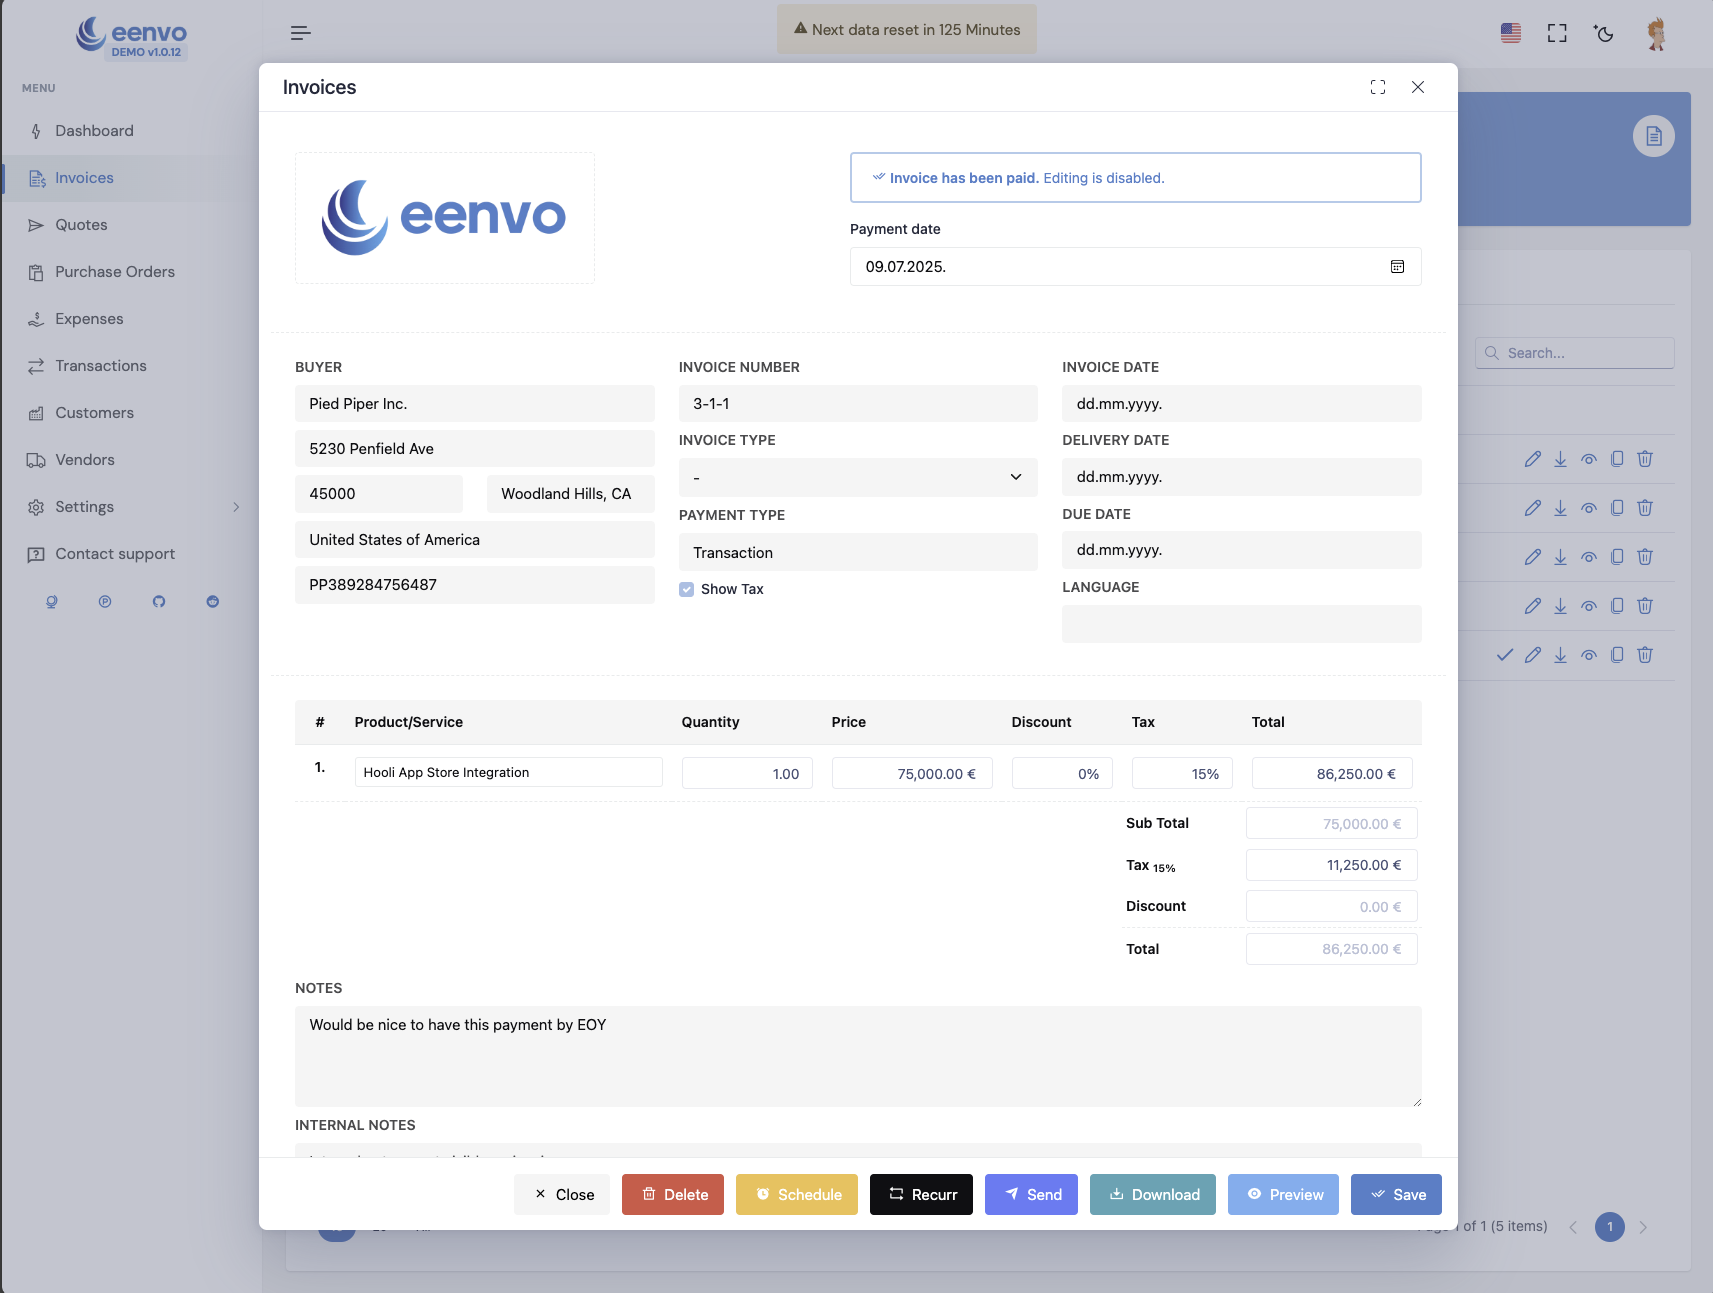 eenvo
DEMO v1.0.12
Next data reset in 125 Minutes
MENU
Dashboard
Invoices
Quotes
Purchase Orders
Expenses
Transactions
Customers
Vendors
Settings
Contact support
Search...
Invoices
eenvo
Invoice has been paid. Editing is disabled.
Payment date
09.07.2025.
BUYER
Pied Piper Inc.
5230 Penfield Ave
45000 Woodland Hills, CA
United States of America
PP389284756487
INVOICE NUMBER
3-1-1
INVOICE TYPE
-
PAYMENT TYPE
Transaction
Show Tax
INVOICE DATE
dd.mm.yyyy.
DELIVERY DATE
dd.mm.yyyy.
DUE DATE
dd.mm.yyyy.
LANGUAGE
# Product/Service Quantity Price Discount Tax Total
1. Hooli App Store Integration 1.00 75,000.00 € 0% 15% 86,250.00 €
Sub Total 75,000.00 €
Tax 15% 11,250.00 €
Discount 0.00 €
Total 86,250.00 €
NOTES
Would be nice to have this payment by EOY
INTERNAL NOTES
Close Delete Schedule Recurr Send Download Preview Save
of 1 (5 items) 1